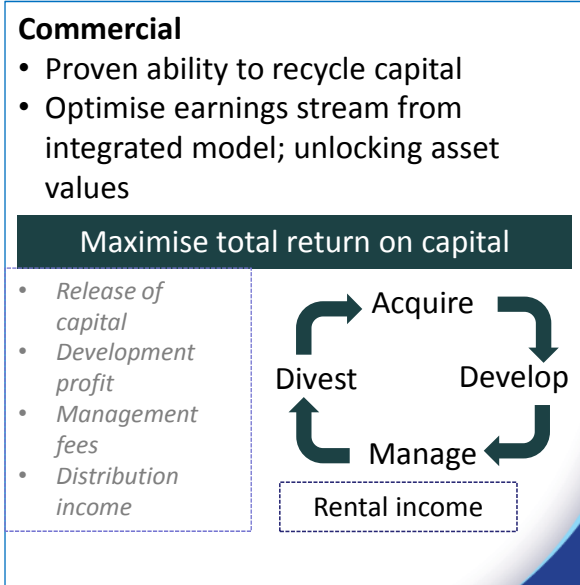 Commercial
• Proven ability to recycle capital
• Optimise earnings stream from
integrated model; unlocking asset
values
Maximise total return on capital
• Release of
capital
• Development
profit
• Management
fees
• Distribution
income
Acquire
Divest
Develop
Manage
Rental income